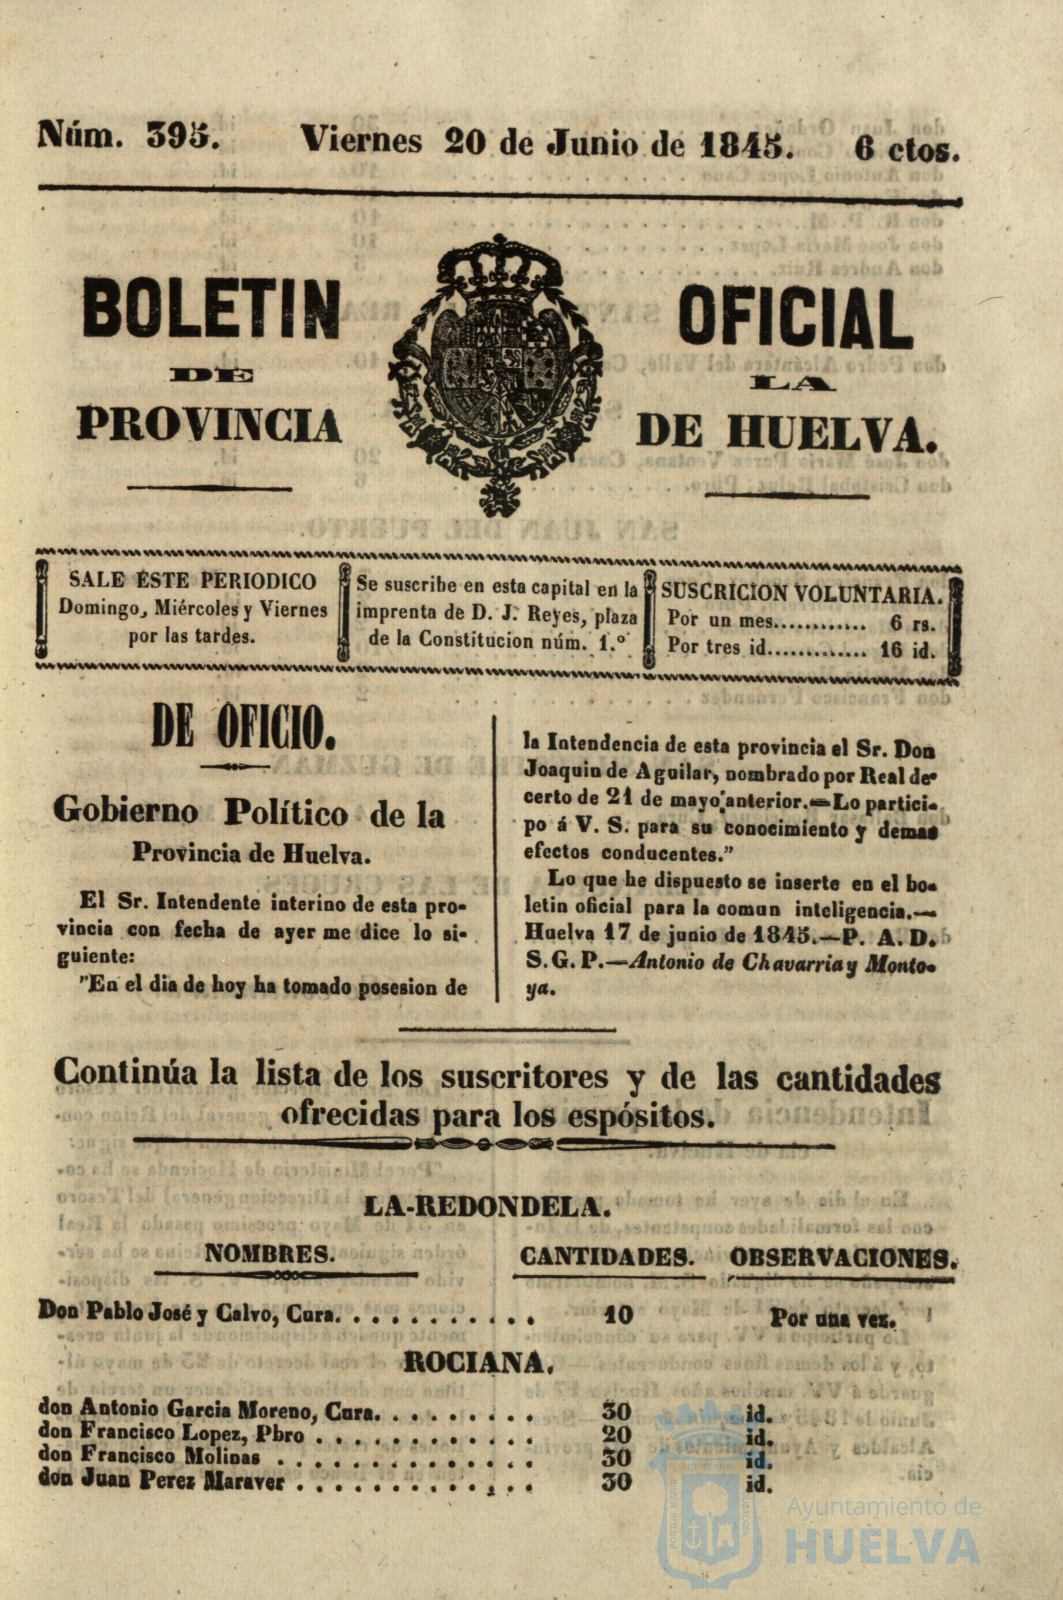 Núm. 395. Viernes 20 de Junio de 1845. 6 ctos.
BOLETIN OFICIAL
DE LA
PROVINCIA DE HUELVA.
SALE ESTE PERIODICO
Domingo, Miércoles y Viernes
por las tardes.
Se suscribe en esta capital en la
imprenta de D. J. Reyes, plaza
de la Constitucion núm. 1.º
SUSCRICION VOLUNTARIA.
Por un mes............ 6 rs.
Por tres id............. 16 id.
DE OFICIO.
Gobierno Político de la
Provincia de Huelva.
El Sr. Intendente interino de esta pro-
vincia con fecha de ayer me dice lo si-
guiente:
"En el dia de hoy ha tomado posesion de
la Intendencia de esta provincia el Sr. Don
Joaquin de Aguilar, nombrado por Real de-
certo de 21 de mayo anterior.=Lo partici-
po á V. S. para su conocimiento y demas
efectos conducentes."
Lo que he dispuesto se inserte en el bo-
letin oficial para la comun inteligencia.—
Huelva 17 de junio de 1845.—P. A. D.
S. G. P.—Antonio de Chavarria y Monto-
ya.
Continúa la lista de los suscritores y de las cantidades
ofrecidas para los espósitos.
LA-REDONDELA.
NOMBRES. CANTIDADES. OBSERVACIONES.
Don Pablo José y Calvo, Cura. . . . . . . . . . . 10 Por una vez.
ROCIANA.
don Antonio Garcia Moreno, Cura. . . . . . . . . 30 id.
don Francisco Lopez, Pbro . . . . . . . . . . . . 20 id.
don Francisco Molinas . . . . . . . . . . . . . . 30 id.
don Juan Perez Maraver . . . . . . . . . . . . . 30 id.
Ayuntamiento de
HUELVA